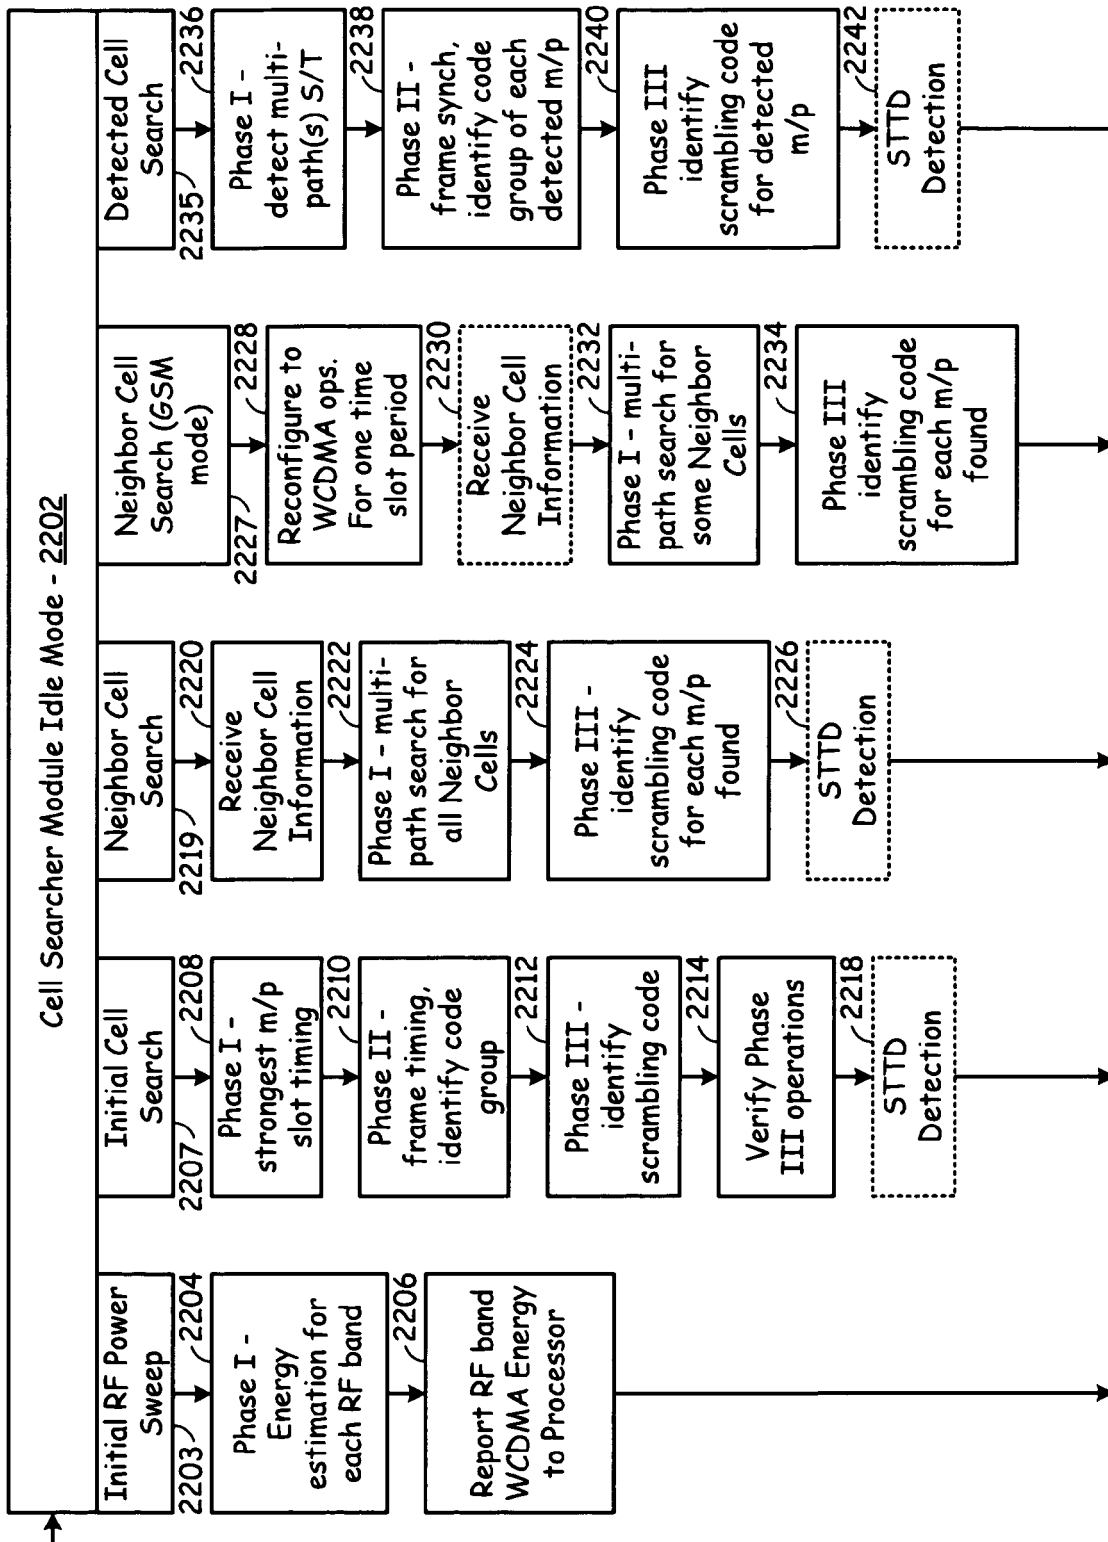 Cell Searcher Module Idle Mode - 2202
Initial RF Power
Sweep
2203
2204
Phase I -
Energy
estimation for
each RF band
2206
Report RF band
WCDMA Energy
to Processor
Initial Cell
Search
2207
2208
Phase I -
strongest m/p
slot timing
2210
Phase II -
frame timing,
identify code
group
2212
Phase III -
identify
scrambling code
2214
Verify Phase
III operations
2218
STTD
Detection
Neighbor Cell
Search
2219
2220
Receive
Neighbor Cell
Information
2222
Phase I - multi-
path search for
all Neighbor
Cells
2224
Phase III -
identify
scrambling code
for each m/p
found
2226
STTD
Detection
Neighbor Cell
Search (GSM
mode)
2227
2228
Reconfigure to
WCDMA ops.
For one time
slot period
2230
Receive
Neighbor Cell
Information
2232
Phase I - multi-
path search for
some Neighbor
Cells
2234
Phase III
identify
scrambling code
for each m/p
found
Detected Cell
Search
2235
2236
Phase I -
detect multi-
path(s) S/T
2238
Phase II -
frame synch,
identify code
group of each
detected m/p
2240
Phase III
identify
scrambling code
for detected
m/p
2242
STTD
Detection